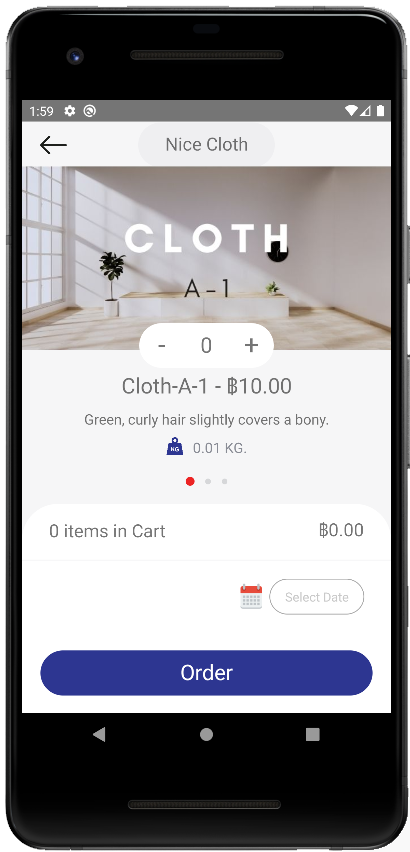 1:59
Nice Cloth
CLOTH
A-1
- 0 +
Cloth-A-1 - ฿10.00
Green, curly hair slightly covers a bony.
KG 0.01 KG.
0 items in Cart ฿0.00
Select Date
Order